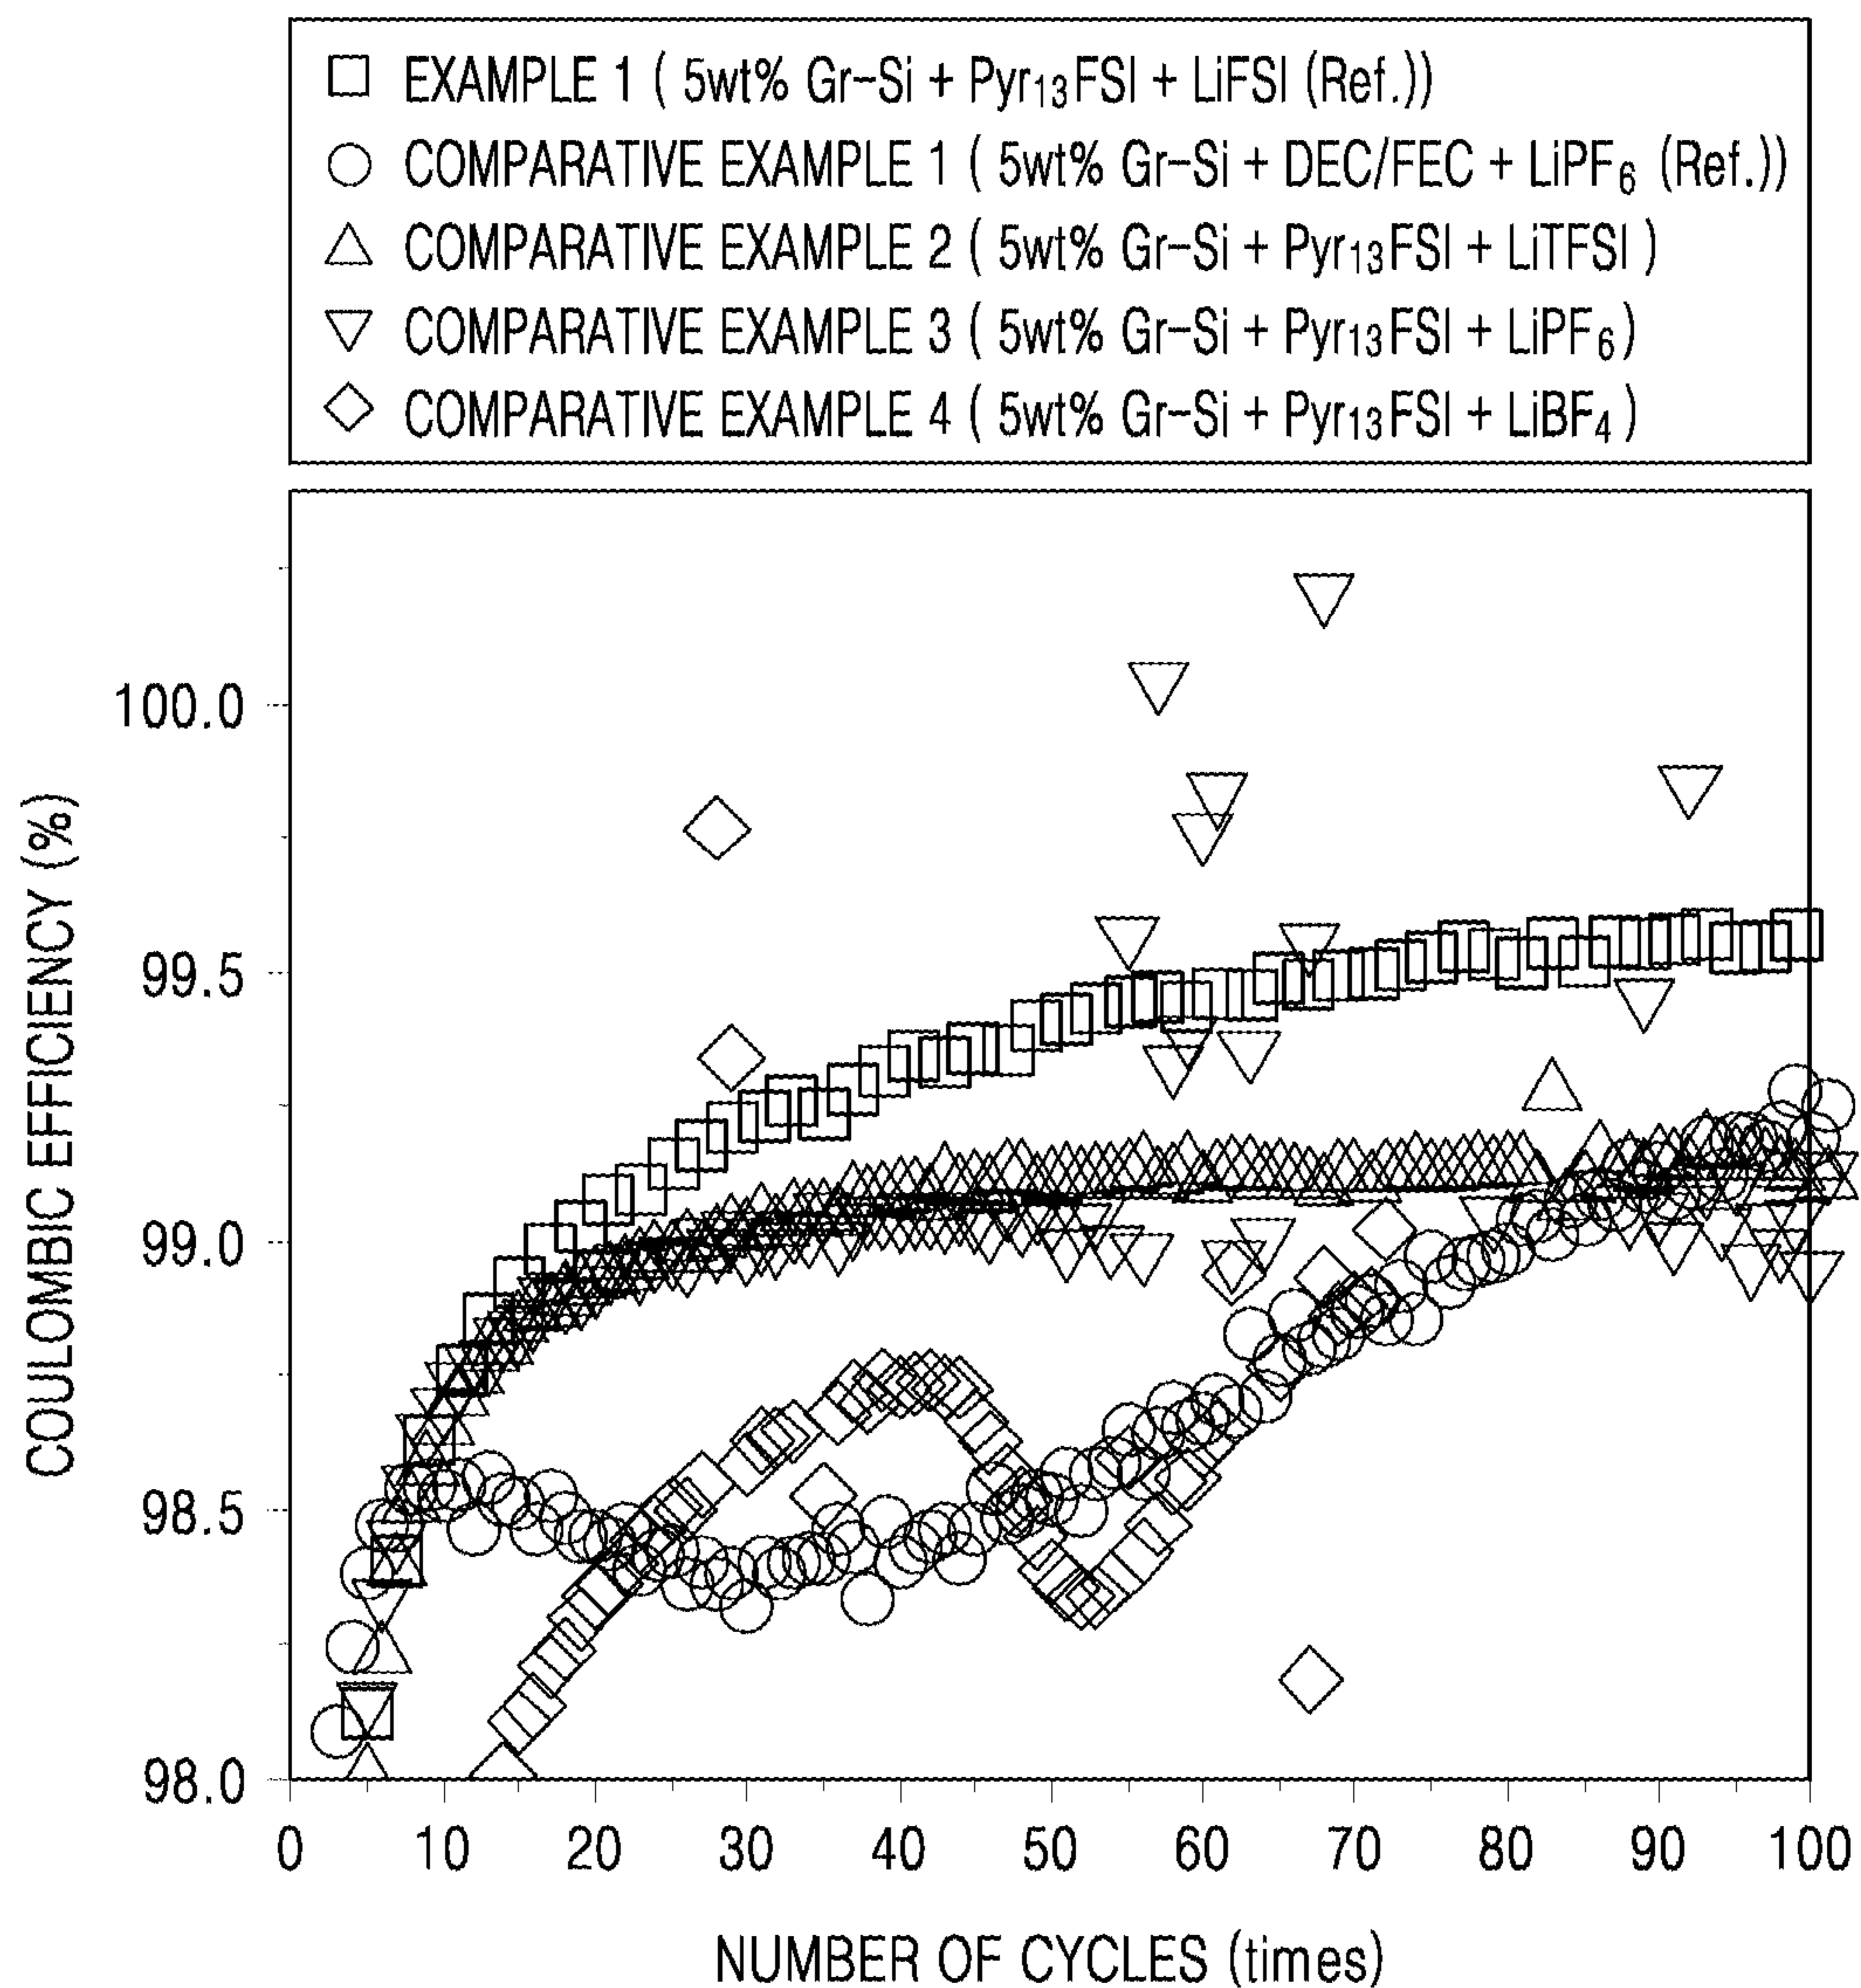 EXAMPLE 1 ( 5wt% Gr-Si + Pyr₁₃FSI + LiFSI (Ref.))
COMPARATIVE EXAMPLE 1 ( 5wt% Gr-Si + DEC/FEC + LiPF₆ (Ref.))
COMPARATIVE EXAMPLE 2 ( 5wt% Gr-Si + Pyr₁₃FSI + LiTFSI )
COMPARATIVE EXAMPLE 3 ( 5wt% Gr-Si + Pyr₁₃FSI + LiPF₆)
COMPARATIVE EXAMPLE 4 ( 5wt% Gr-Si + Pyr₁₃FSI + LiBF₄ )
COULOMBIC EFFICIENCY (%)
100.0
99.5
99.0
98.5
98.0
0 10 20 30 40 50 60 70 80 90 100
NUMBER OF CYCLES (times)